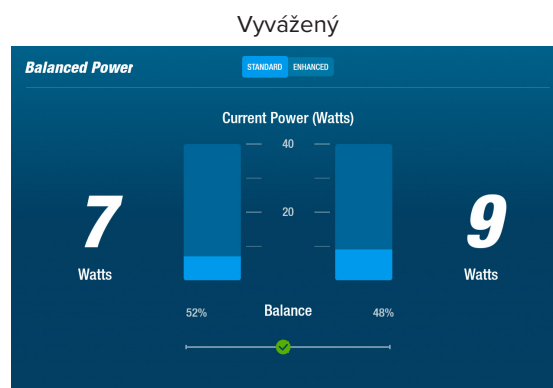 Vyvážený
Balanced Power
STANDARD ENHANCED
Current Power (Watts)
40
20
7
Watts
9
Watts
52% Balance 48%